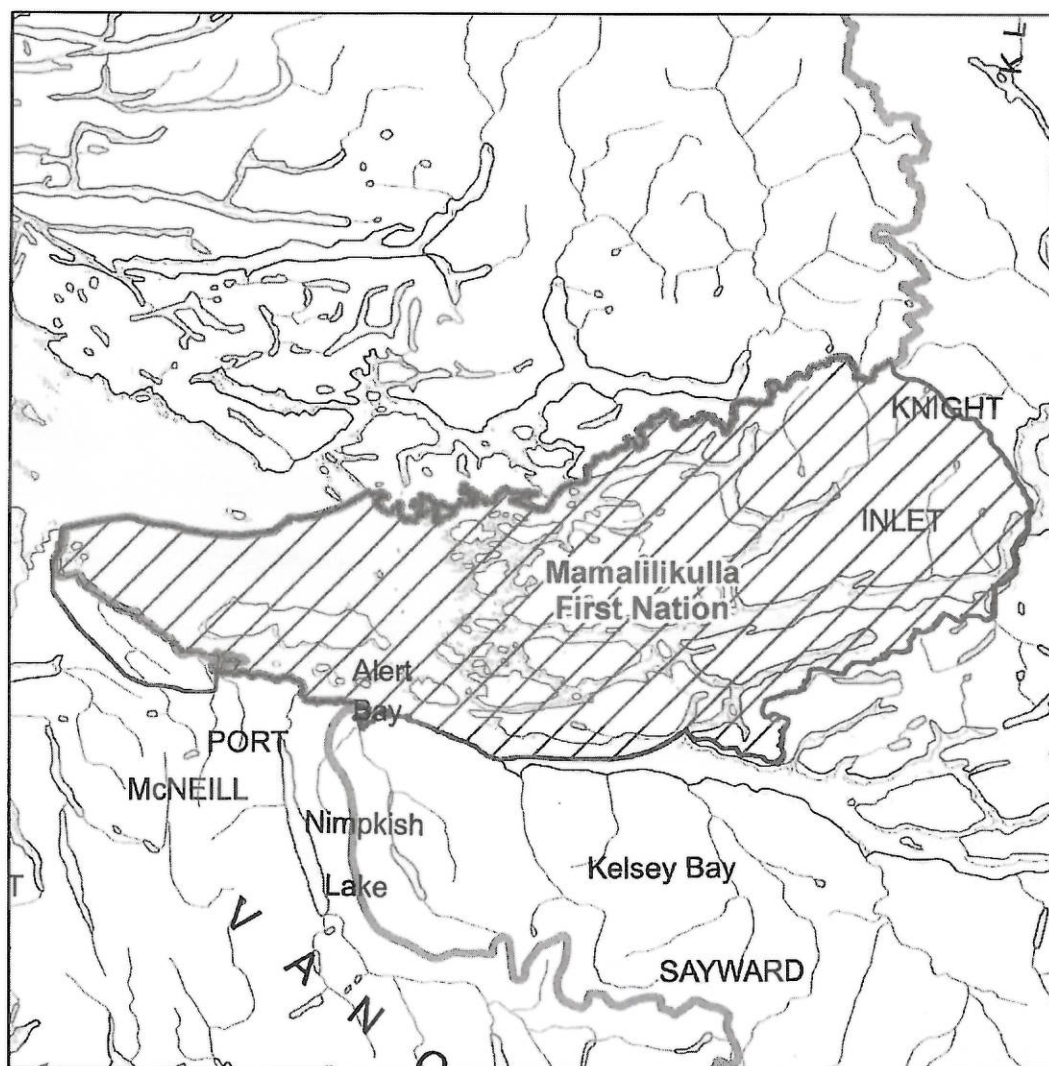 K L
KNIGHT
INLET
Mamalilikulla
First Nation
Alert
Bay
PORT
McNEILL
Nimpkish
Lake
Kelsey Bay
SAYWARD
T
V A N